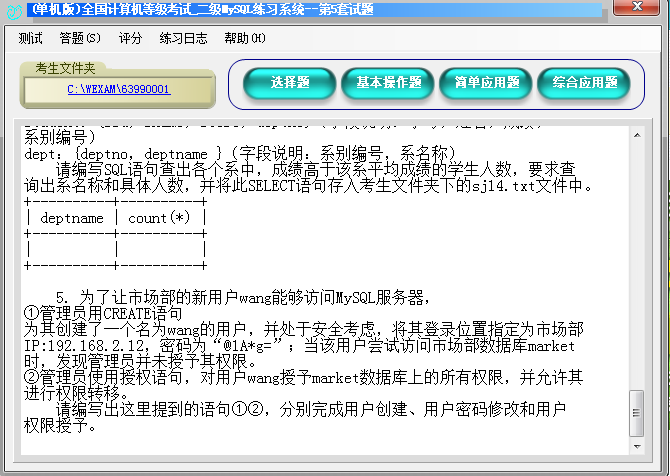 (单机版)全国计算机等级考试_二级MySQL练习系统--第5套试题
测试 答题(S) 评分 练习日志 帮助(H)
考生文件夹
C:\WEXAM\63990001
选择题 基本操作题 简单应用题 综合应用题
系别编号)
dept: {deptno, deptname } (字段说明: 系别编号, 系名称)
请编写SQL语句查出各个系中, 成绩高于该系平均成绩的学生人数, 要求查
询出系名称和具体人数, 并将此SELECT语句存入考生文件夹下的sj14.txt文件中。
+----------+----------+
| deptname | count(*) |
+----------+----------+
| | |
+----------+----------+
5. 为了让市场部的新用户wang能够访问MySQL服务器,
①管理员用CREATE语句
为其创建了一个名为wang的用户, 并处于安全考虑, 将其登录位置指定为市场部
IP:192.168.2.12, 密码为“@1A*g=”; 当该用户尝试访问市场部数据库market
时, 发现管理员并未授予其权限。
②管理员使用授权语句, 对用户wang授予market数据库上的所有权限, 并允许其
进行权限转移。
请编写出这里提到的语句①②, 分别完成用户创建、用户密码修改和用户
权限授予。